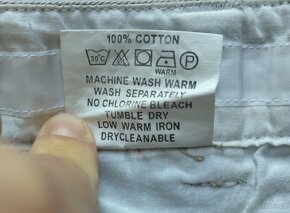 100% COTTON
30°C P
WARM
MACHINE WASH WARM
WASH SEPARATELY
NO CHLORINE BLEACH
TUMBLE DRY
LOW WARM IRON
DRYCLEANABLE